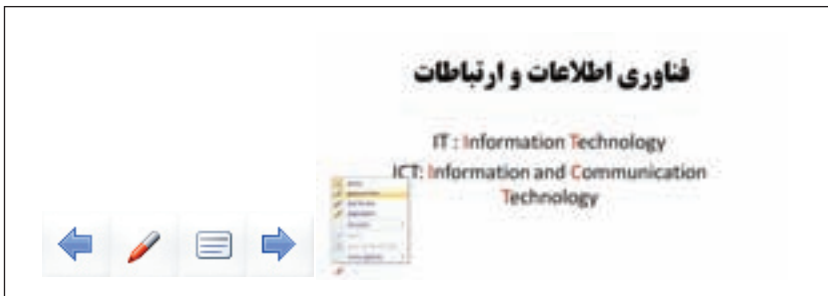 فناوری اطلاعات و ارتباطات
IT : Information Technology
ICT: Information and Communication
Technology